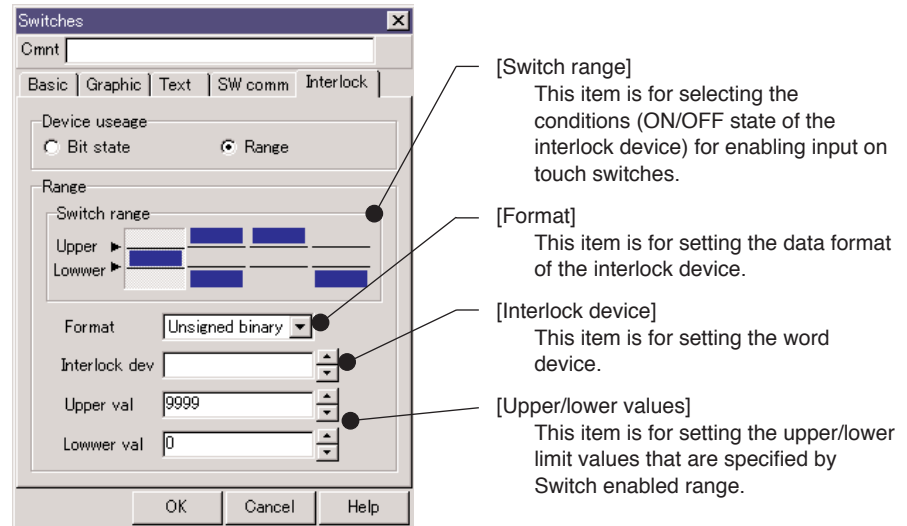 Switches
Cmnt
Basic Graphic Text SW comm Interlock
Device useage
Bit state Range
Range
Switch range
Upper
Lowwer
Format Unsigned binary
Interlock dev
Upper val 9999
Lowwer val 0
OK Cancel Help
[Switch range]
This item is for selecting the
conditions (ON/OFF state of the
interlock device) for enabling input on
touch switches.
[Format]
This item is for setting the data format
of the interlock device.
[Interlock device]
This item is for setting the word
device.
[Upper/lower values]
This item is for setting the upper/lower
limit values that are specified by
Switch enabled range.